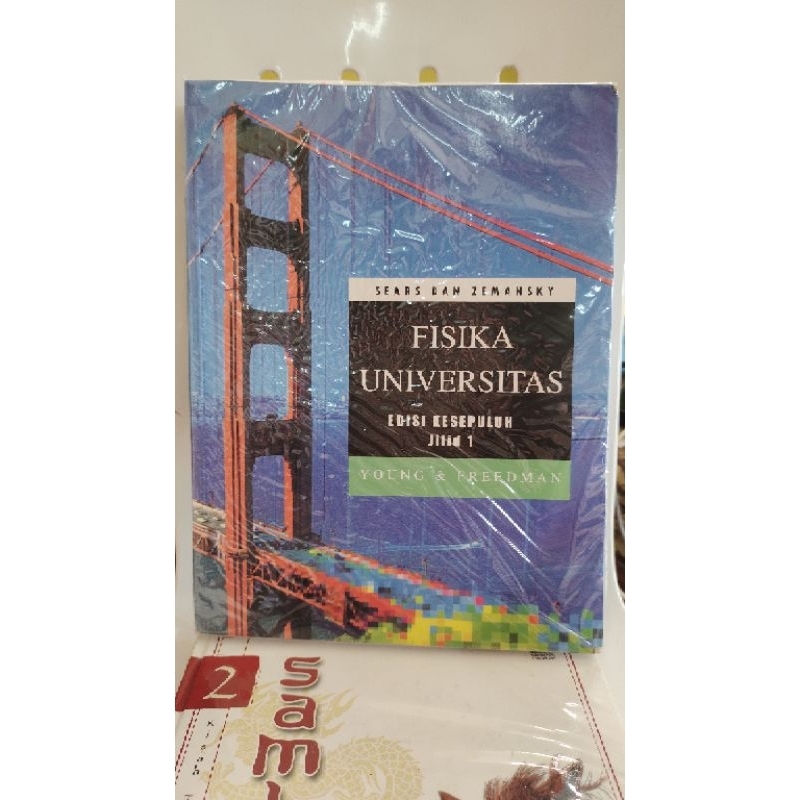 SEARS DAN ZEMANSKY
FISIKA
UNIVERSITAS
EDISI KESEPULUH
Jilid 1
YOUNG & FREEDMAN
2
sam